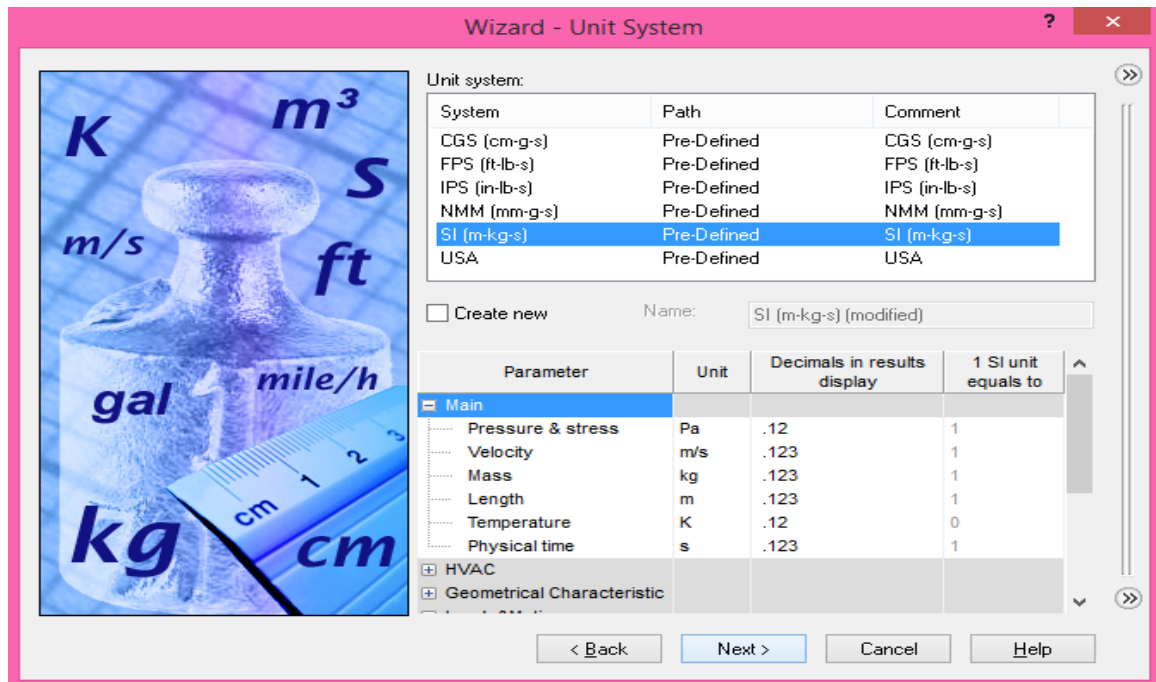 Wizard - Unit System
?
×
K
m³
s
m/s
ft
gal
mile/h
cm 1 2 3
kg
cm
Unit system:
System Path Comment
CGS (cm-g-s) Pre-Defined CGS (cm-g-s)
FPS (ft-lb-s) Pre-Defined FPS (ft-lb-s)
IPS (in-lb-s) Pre-Defined IPS (in-lb-s)
NMM (mm-g-s) Pre-Defined NMM (mm-g-s)
SI (m-kg-s) Pre-Defined SI (m-kg-s)
USA Pre-Defined USA
Create new Name: SI (m-kg-s) (modified)
Parameter Unit Decimals in results display 1 SI unit equals to
Main
Pressure & stress Pa .12 1
Velocity m/s .123 1
Mass kg .123 1
Length m .123 1
Temperature K .12 0
Physical time s .123 1
HVAC
Geometrical Characteristic
< Back Next > Cancel Help